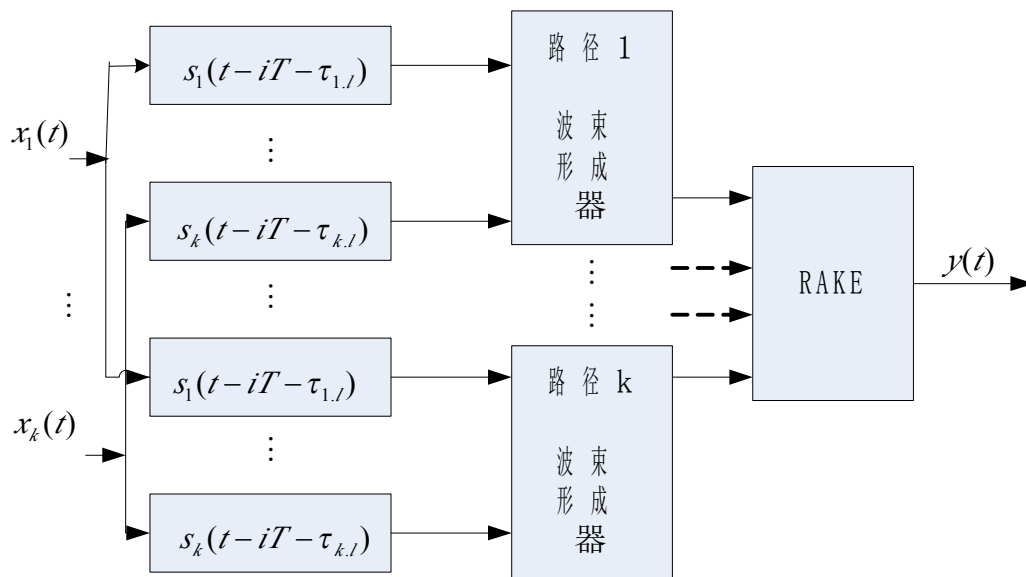 x₁(t)
⋮
x_k(t)
s₁(t − iT − τ₁.l)
⋮
s_k(t − iT − τ_k.l)
⋮
s₁(t − iT − τ₁.l)
⋮
s_k(t − iT − τ_k.l)
路 径 1
波 束
形 成
器
⋮
⋮
路 径 k
波 束
形 成
器
RAKE
y(t)